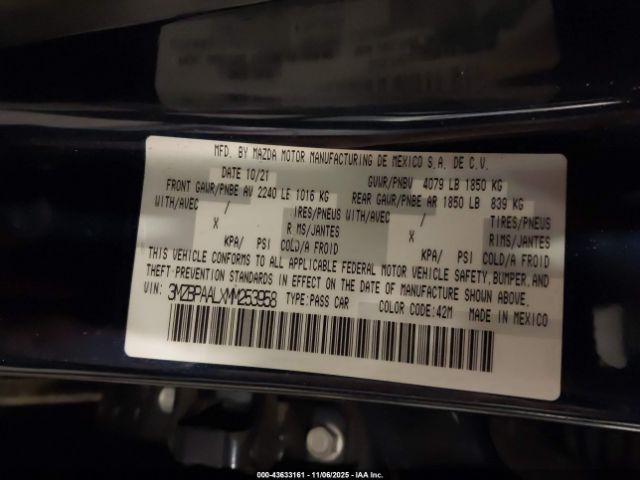 MFD. BY MAZDA MOTOR MANUFACTURING DE MEXICO S.A. DE C.V.
DATE 10/21 GVWR/PNBV 4079 LB 1850 KG
FRONT GAWR/PNBE AV 2240 LE 1016 KG REAR GAWR/PNBE AR 1850 LB 839 KG
WITH/AVEC / TIRES/PNEUS WITH/AVEC / TIRES/PNEUS
X RIMS/JANTES X RIMS/JANTES
KPA/ PSI COLD/A FROID KPA/ PSI COLD/A FROID
THIS VEHICLE CONFORMS TO ALL APPLICABLE FEDERAL MOTOR VEHICLE SAFETY, BUMPER, AND
THEFT PREVENTION STANDARDS IN EFFECT ON THE DATE OF MANUFACTURE SHOWN ABOVE.
VIN: 3MZBPAALXMM253958 TYPE: PASS CAR COLOR CODE: 42M MADE IN MEXICO
000-43633161 - 11/06/2025 - IAA Inc.